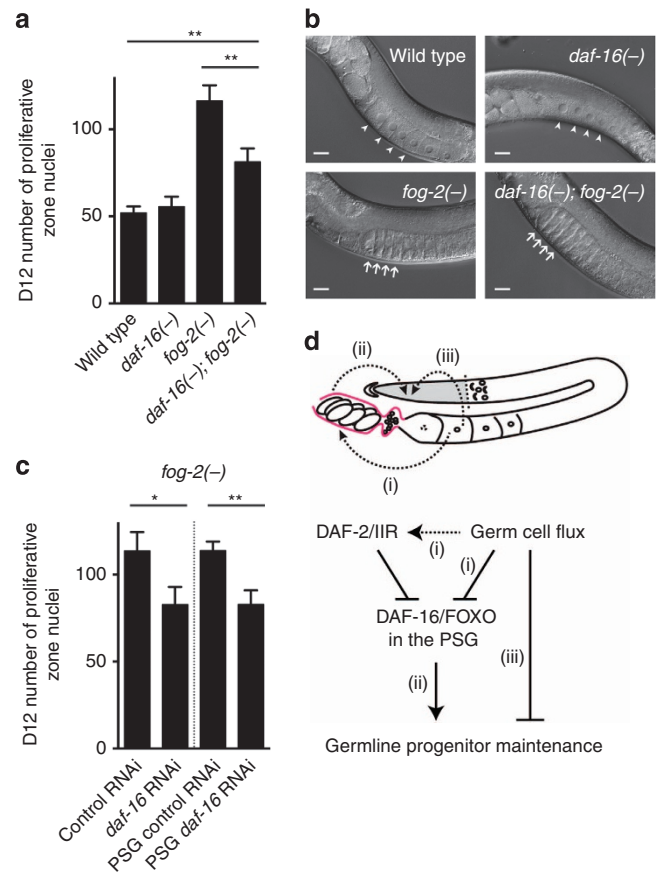 a
**
**
D12 number of proliferative
zone nuclei
100
50
0
Wild type
daf-16(–)
fog-2(–)
daf-16(–); fog-2(–)
b
Wild type
daf-16(–)
fog-2(–)
daf-16(–); fog-2(–)
c
fog-2(–)
*
**
D12 number of proliferative
zone nuclei
100
50
0
Control RNAi
daf-16 RNAi
PSG control RNAi
PSG daf-16 RNAi
d
(ii)
(iii)
(i)
DAF-2/IIR
(i)
Germ cell flux
(i)
DAF-16/FOXO
in the PSG
(ii)
(iii)
Germline progenitor maintenance